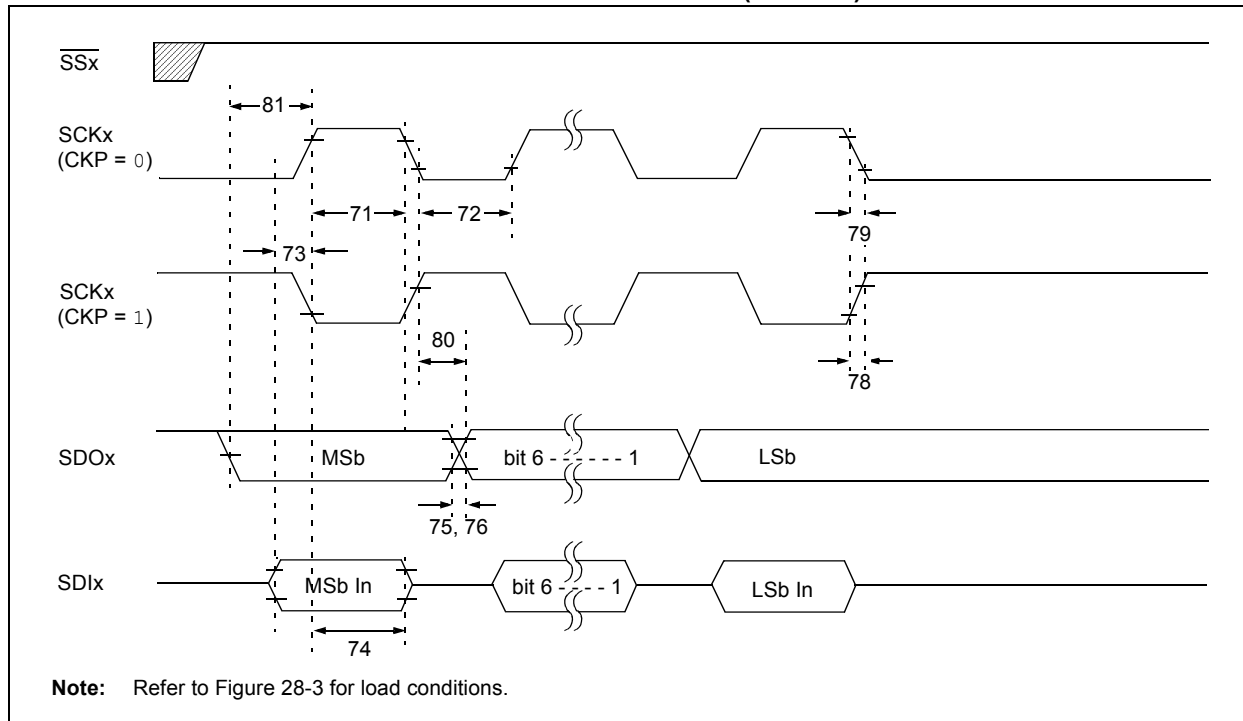 SSx
81
SCKx
(CKP = 0)
71
72
79
73
SCKx
(CKP = 1)
80
78
SDOx
MSb
bit 6 - - - - - - 1
LSb
75, 76
SDIx
MSb In
bit 6 - - - - 1
LSb In
74
Note: Refer to Figure 28-3 for load conditions.